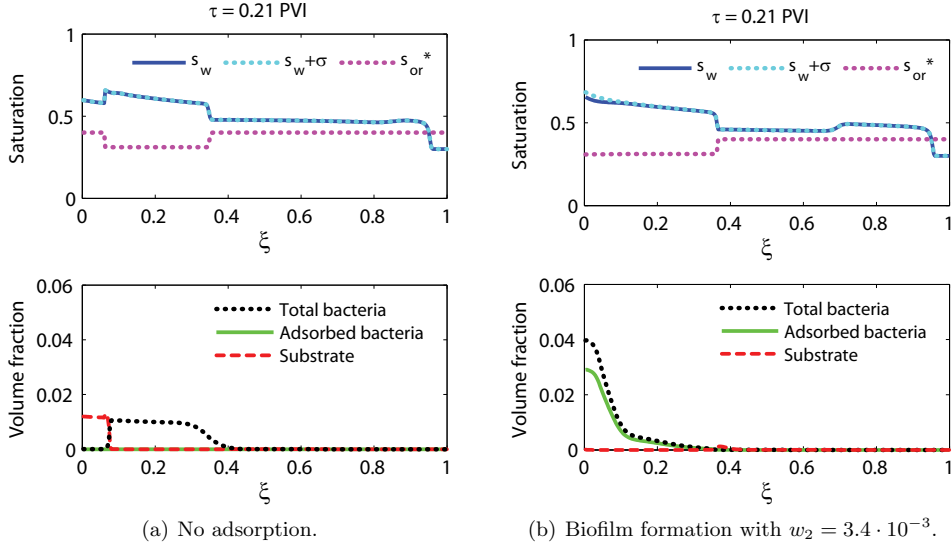 τ = 0.21 PVI
1
s_w
s_w+σ
s_or*
Saturation
0.5
0
0 0.2 0.4 0.6 0.8 1
ξ
0.06
Total bacteria
Adsorbed bacteria
Substrate
Volume fraction
0.04
0.02
0
0 0.2 0.4 0.6 0.8 1
ξ
(a) No adsorption.
τ = 0.21 PVI
1
s_w
s_w+σ
s_or*
Saturation
0.5
0
0 0.2 0.4 0.6 0.8 1
ξ
0.06
Total bacteria
Adsorbed bacteria
Substrate
Volume fraction
0.04
0.02
0
0 0.2 0.4 0.6 0.8 1
ξ
(b) Biofilm formation with w₂ = 3.4 · 10⁻³.